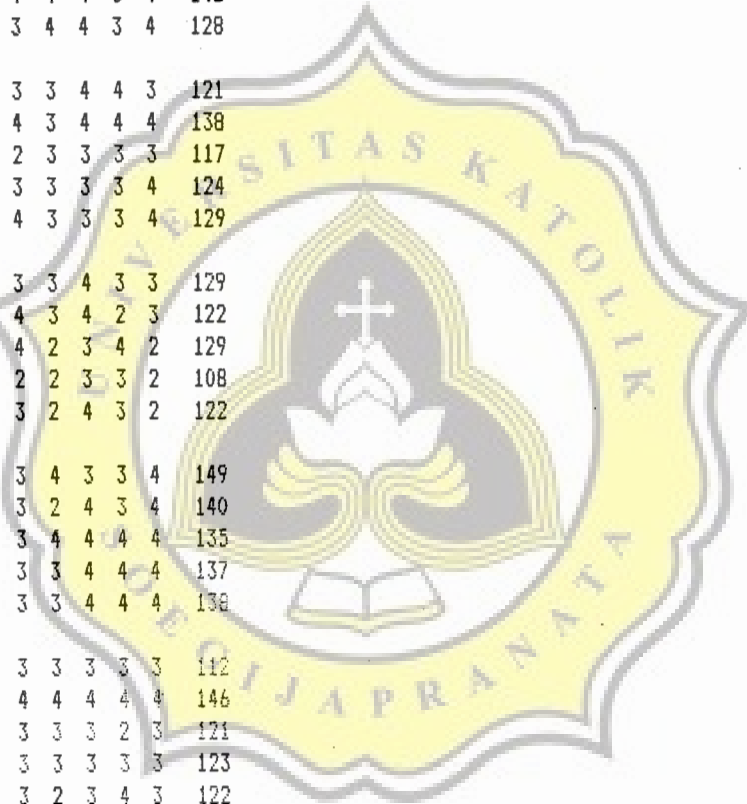 3 4 4 3 4 128
3 3 4 4 3 121
4 3 4 4 4 138
2 3 3 3 3 117
3 3 3 3 4 124
4 3 3 3 4 129
3 3 4 3 3 129
4 3 4 2 3 122
4 2 3 4 2 129
2 2 3 3 2 108
3 2 4 3 2 122
3 4 3 3 4 149
3 2 4 3 4 140
3 4 4 4 4 135
3 3 4 4 4 137
3 3 4 4 4 138
3 3 3 3 3 112
4 4 4 4 4 146
3 3 3 2 3 121
3 3 3 3 3 123
3 2 3 4 3 122
UNIVERSITAS KATOLIK
SOEGIJAPRANATA